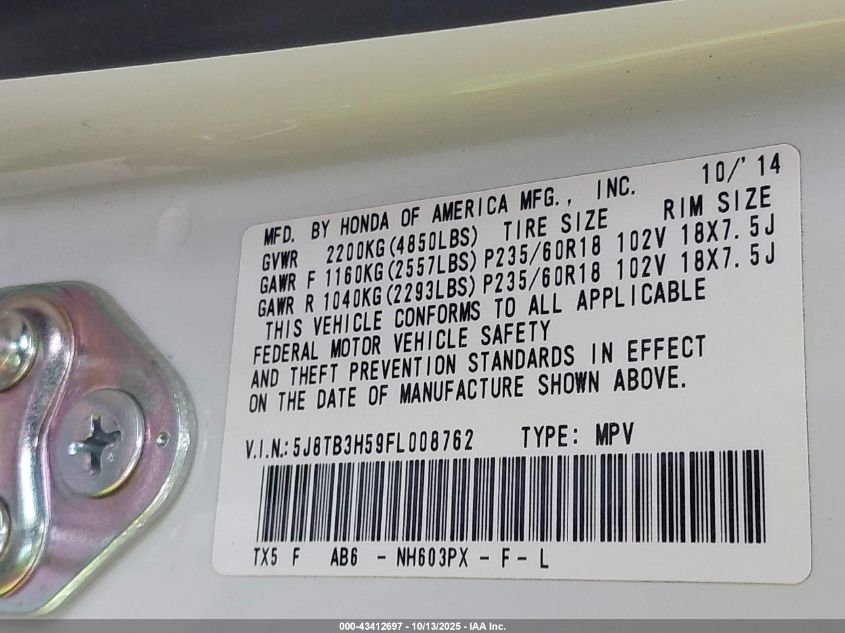 MFD. BY HONDA OF AMERICA MFG., INC. 10/'14
GVWR 2200KG(4850LBS) TIRE SIZE RIM SIZE
GAWR F 1160KG(2557LBS) P235/60R18 102V 18X7.5J
GAWR R 1040KG(2293LBS) P235/60R18 102V 18X7.5J
THIS VEHICLE CONFORMS TO ALL APPLICABLE
FEDERAL MOTOR VEHICLE SAFETY
AND THEFT PREVENTION STANDARDS IN EFFECT
ON THE DATE OF MANUFACTURE SHOWN ABOVE.
V.I.N.:5J8TB3H59FL008762 TYPE: MPV
TX5 F AB6 - NH603PX - F - L
000-43412697 - 10/13/2025 - IAA Inc.